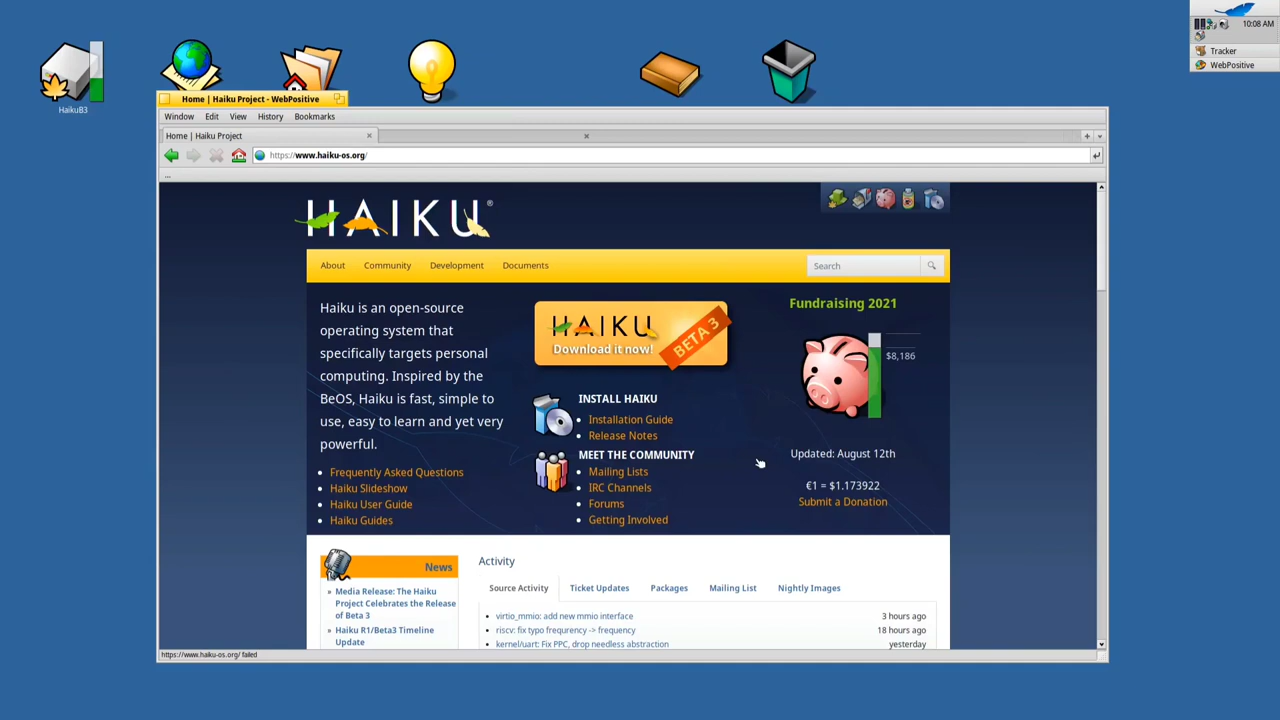 10:08 AM
Tracker
WebPositive
HaikuB3
Home | Haiku Project - WebPositive
Window Edit View History Bookmarks
Home | Haiku Project
https://www.haiku-os.org/
...
HAIKU®
About Community Development Documents Search
Haiku is an open-source
operating system that
specifically targets personal
computing. Inspired by the
BeOS, Haiku is fast, simple to
use, easy to learn and yet very
powerful.
Frequently Asked Questions
Haiku Slideshow
Haiku User Guide
Haiku Guides
HAIKU
BETA 3
Download it now!
INSTALL HAIKU
Installation Guide
Release Notes
MEET THE COMMUNITY
Mailing Lists
IRC Channels
Forums
Getting Involved
Fundraising 2021
$8,186
Updated: August 12th
€1 = $1.173922
Submit a Donation
News
» Media Release: The Haiku
Project Celebrates the Release
of Beta 3
» Haiku R1/Beta3 Timeline
Update
Activity
Source Activity Ticket Updates Packages Mailing List Nightly Images
virtio_mmio: add new mmio interface 3 hours ago
riscv: fix typo frequrency -> frequency 18 hours ago
kernel/uart: Fix PPC, drop needless abstraction yesterday
https://www.haiku-os.org/ failed